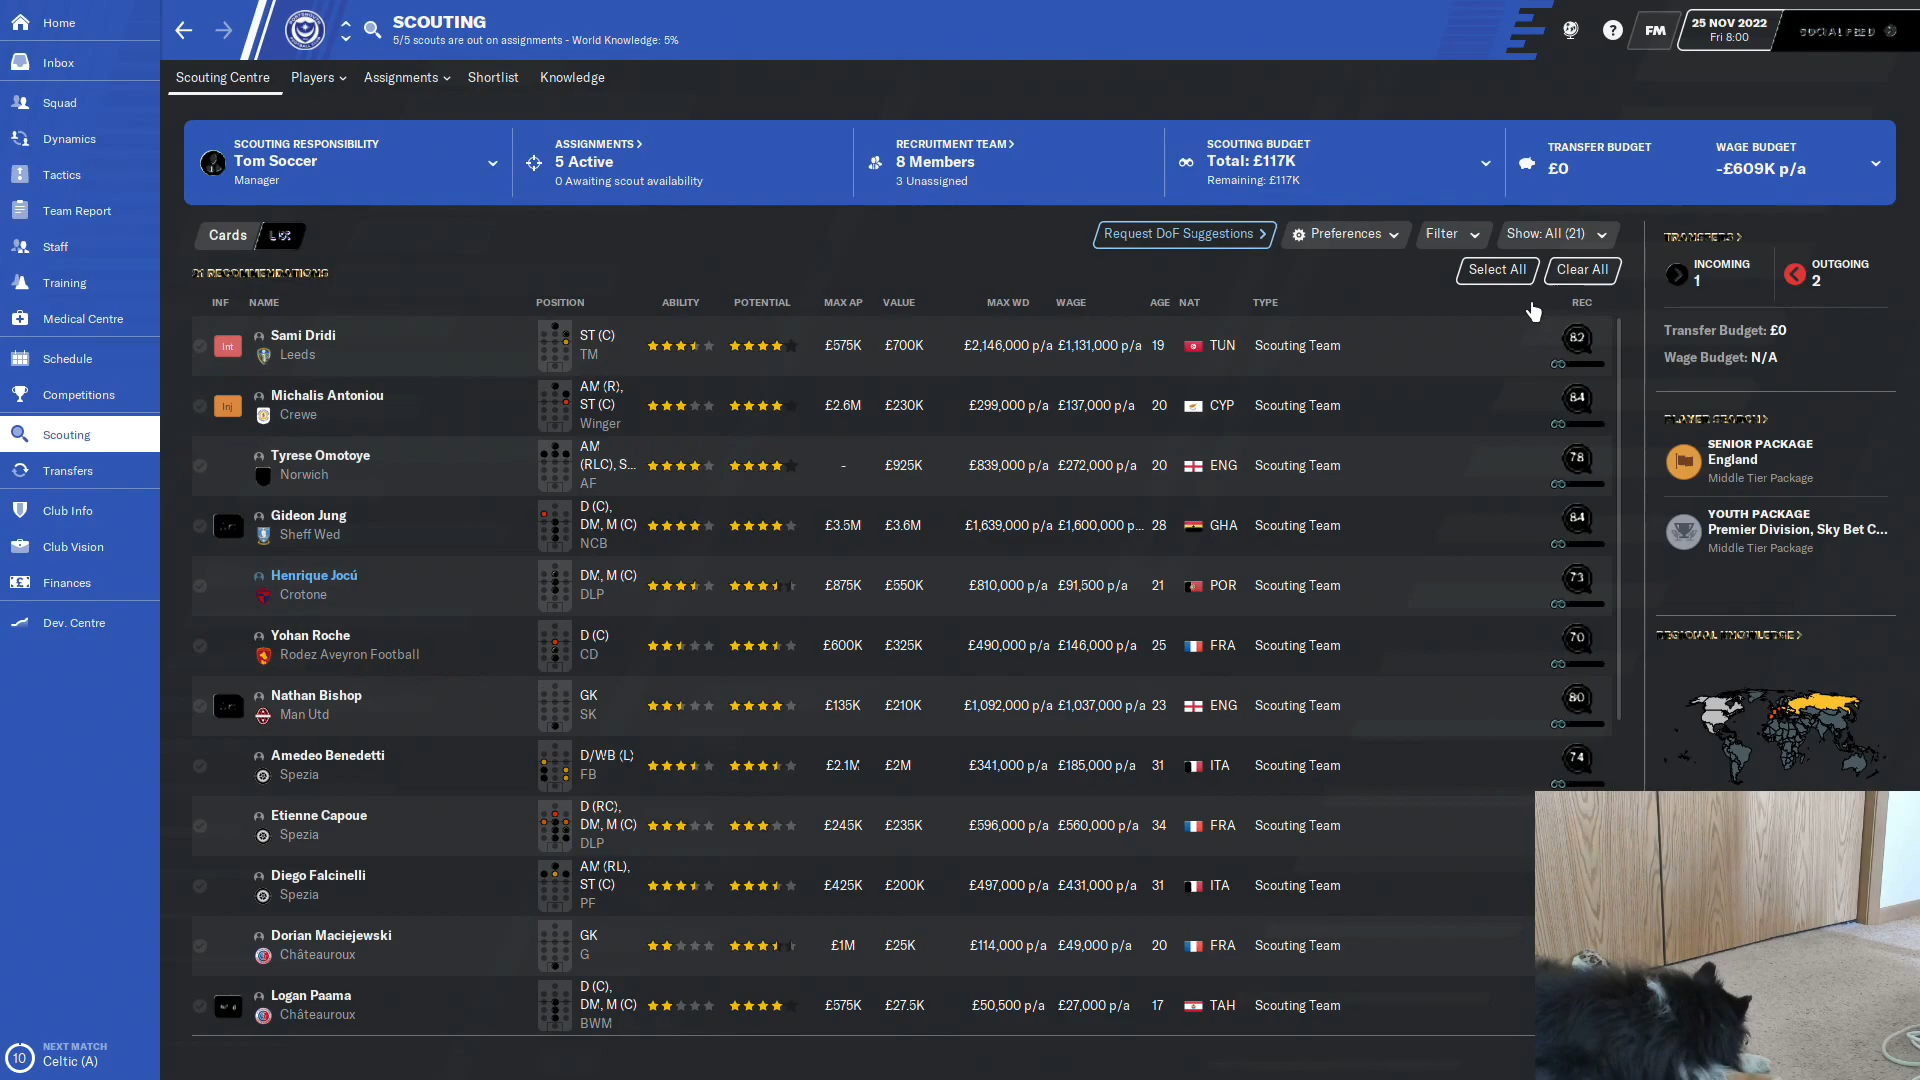 Home
Inbox
Squad
Dynamics
Tactics
Team Report
Staff
Training
Medical Centre
Schedule
Competitions
Scouting
Transfers
Club Info
Club Vision
Finances
Dev. Centre
10
NEXT MATCH
Celtic (A)
SCOUTING
5/5 scouts are out on assignments - World Knowledge: 5%
FM
25 NOV 2022
Fri 8:00
SOCIAL FEED
Scouting Centre Players Assignments Shortlist Knowledge
SCOUTING RESPONSIBILITY
Tom Soccer
Manager
ASSIGNMENTS >
5 Active
0 Awaiting scout availability
RECRUITMENT TEAM >
8 Members
3 Unassigned
SCOUTING BUDGET
Total: £117K
Remaining: £117K
TRANSFER BUDGET
£0
WAGE BUDGET
-£609K p/a
Cards List
Request DoF Suggestions > Preferences Filter Show: All (21)
21 RECOMMENDATIONS
Select All Clear All
INF NAME POSITION ABILITY POTENTIAL MAX AP VALUE MAX WD WAGE AGE NAT TYPE REC
Int Sami Dridi Leeds ST (C) TM £575K £700K £2,146,000 p/a £1,131,000 p/a 19 TUN Scouting Team 82
Inj Michalis Antoniou Crewe AM (R), ST (C) Winger £2.6M £230K £299,000 p/a £137,000 p/a 20 CYP Scouting Team 84
Tyrese Omotoye Norwich AM (RLC), S... AF - £925K £839,000 p/a £272,000 p/a 20 ENG Scouting Team 78
Gideon Jung Sheff Wed D (C), DM, M (C) NCB £3.5M £3.6M £1,639,000 p/a £1,600,000 p... 28 GHA Scouting Team 84
Henrique Jocú Crotone DM, M (C) DLP £875K £550K £810,000 p/a £91,500 p/a 21 POR Scouting Team 73
Yohan Roche Rodez Aveyron Football D (C) CD £600K £325K £490,000 p/a £146,000 p/a 25 FRA Scouting Team 70
Nathan Bishop Man Utd GK SK £135K £210K £1,092,000 p/a £1,037,000 p/a 23 ENG Scouting Team 80
Amedeo Benedetti Spezia D/WB (L) FB £2.1M £2M £341,000 p/a £185,000 p/a 31 ITA Scouting Team 74
Etienne Capoue Spezia D (RC), DM, M (C) DLP £245K £235K £596,000 p/a £560,000 p/a 34 FRA Scouting Team
Diego Falcinelli Spezia AM (RL), ST (C) PF £425K £200K £497,000 p/a £431,000 p/a 31 ITA Scouting Team
Dorian Maciejewski Châteauroux GK G £1M £25K £114,000 p/a £49,000 p/a 20 FRA Scouting Team
Logan Paama Châteauroux D (C), DM, M (C) BWM £575K £27.5K £50,500 p/a £27,000 p/a 17 TAH Scouting Team
TRANSFERS >
INCOMING
1
OUTGOING
2
Transfer Budget: £0
Wage Budget: N/A
PLAYER SEARCH >
SENIOR PACKAGE
England
Middle Tier Package
YOUTH PACKAGE
Premier Division, Sky Bet C...
Middle Tier Package
REGIONAL KNOWLEDGE >